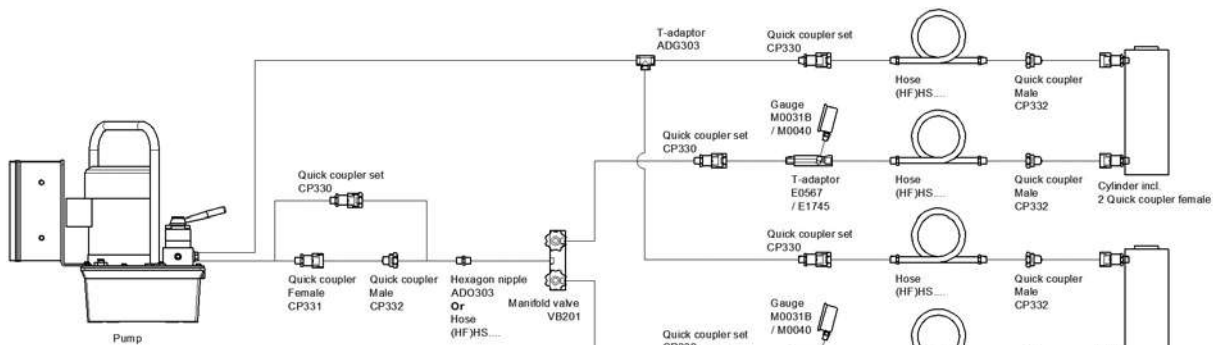 T-adaptor
ADG303
Quick coupler set
CP330
Hose
(HF)HS.....
Quick coupler
Male
CP332
Gauge
M0031B
/ M0040
Quick coupler set
CP330
T-adaptor
E0567
/ E1745
Hose
(HF)HS.....
Quick coupler
Male
CP332
Cylinder incl.
2 Quick coupler female
Quick coupler set
CP330
Quick coupler set
CP330
Hose
(HF)HS.....
Quick coupler
Male
CP332
Quick coupler
Female
CP331
Quick coupler
Male
CP332
Hexagon nipple
ADO303
Or
Hose
(HF)HS.....
Manifold valve
VB201
Gauge
M0031B
/ M0040
Quick coupler set
Pump